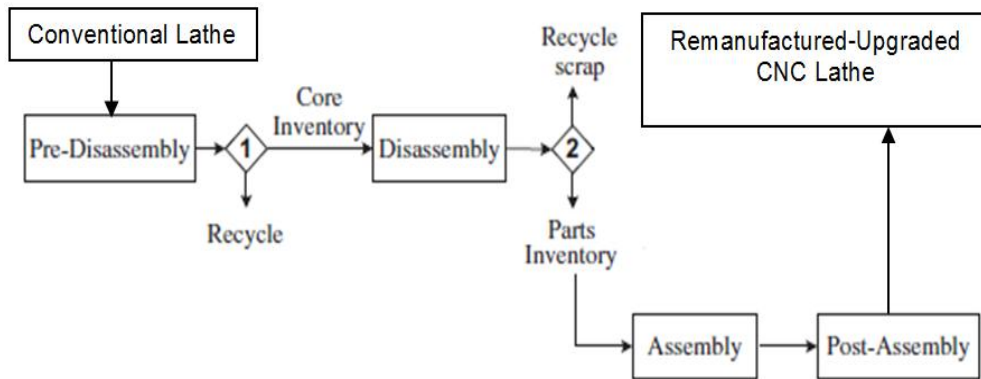 Conventional Lathe
Recycle
scrap
Remanufactured-Upgraded
CNC Lathe
Core
Inventory
Pre-Disassembly
1
Disassembly
2
Recycle
Parts
Inventory
Assembly
Post-Assembly